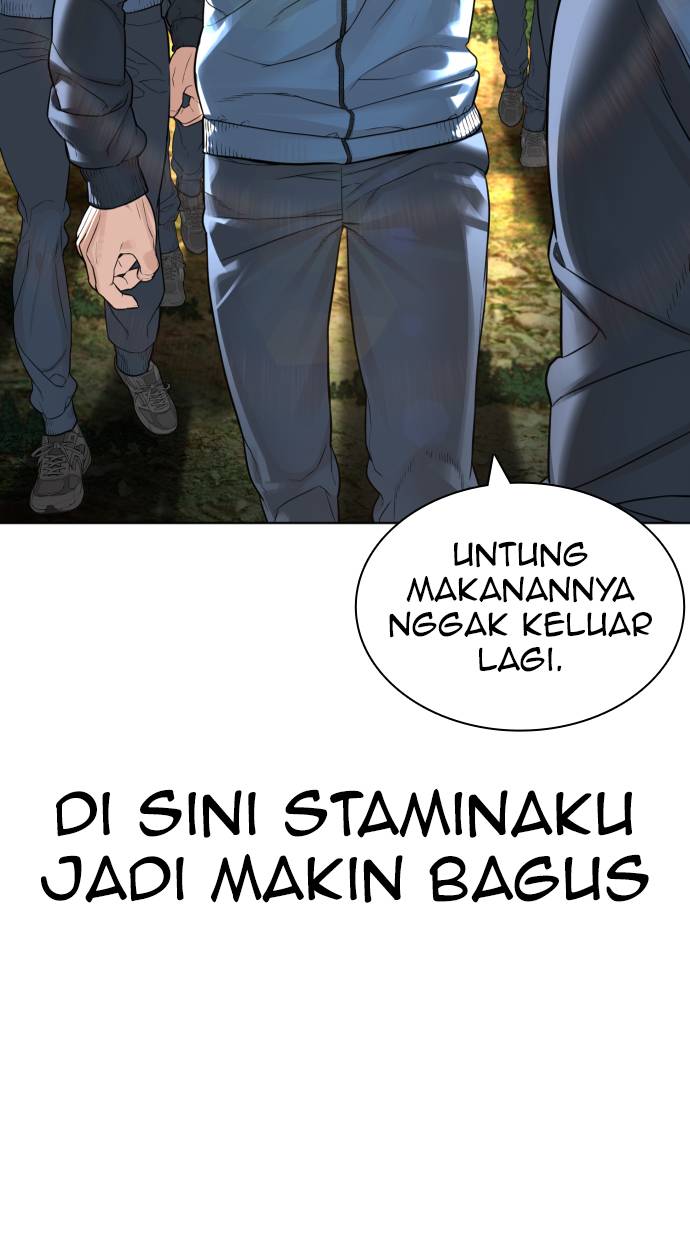 UNTUNG
MAKANANNYA
NGGAK KELUAR
LAGI.
DI SINI STAMINAKU
JADI MAKIN BAGUS